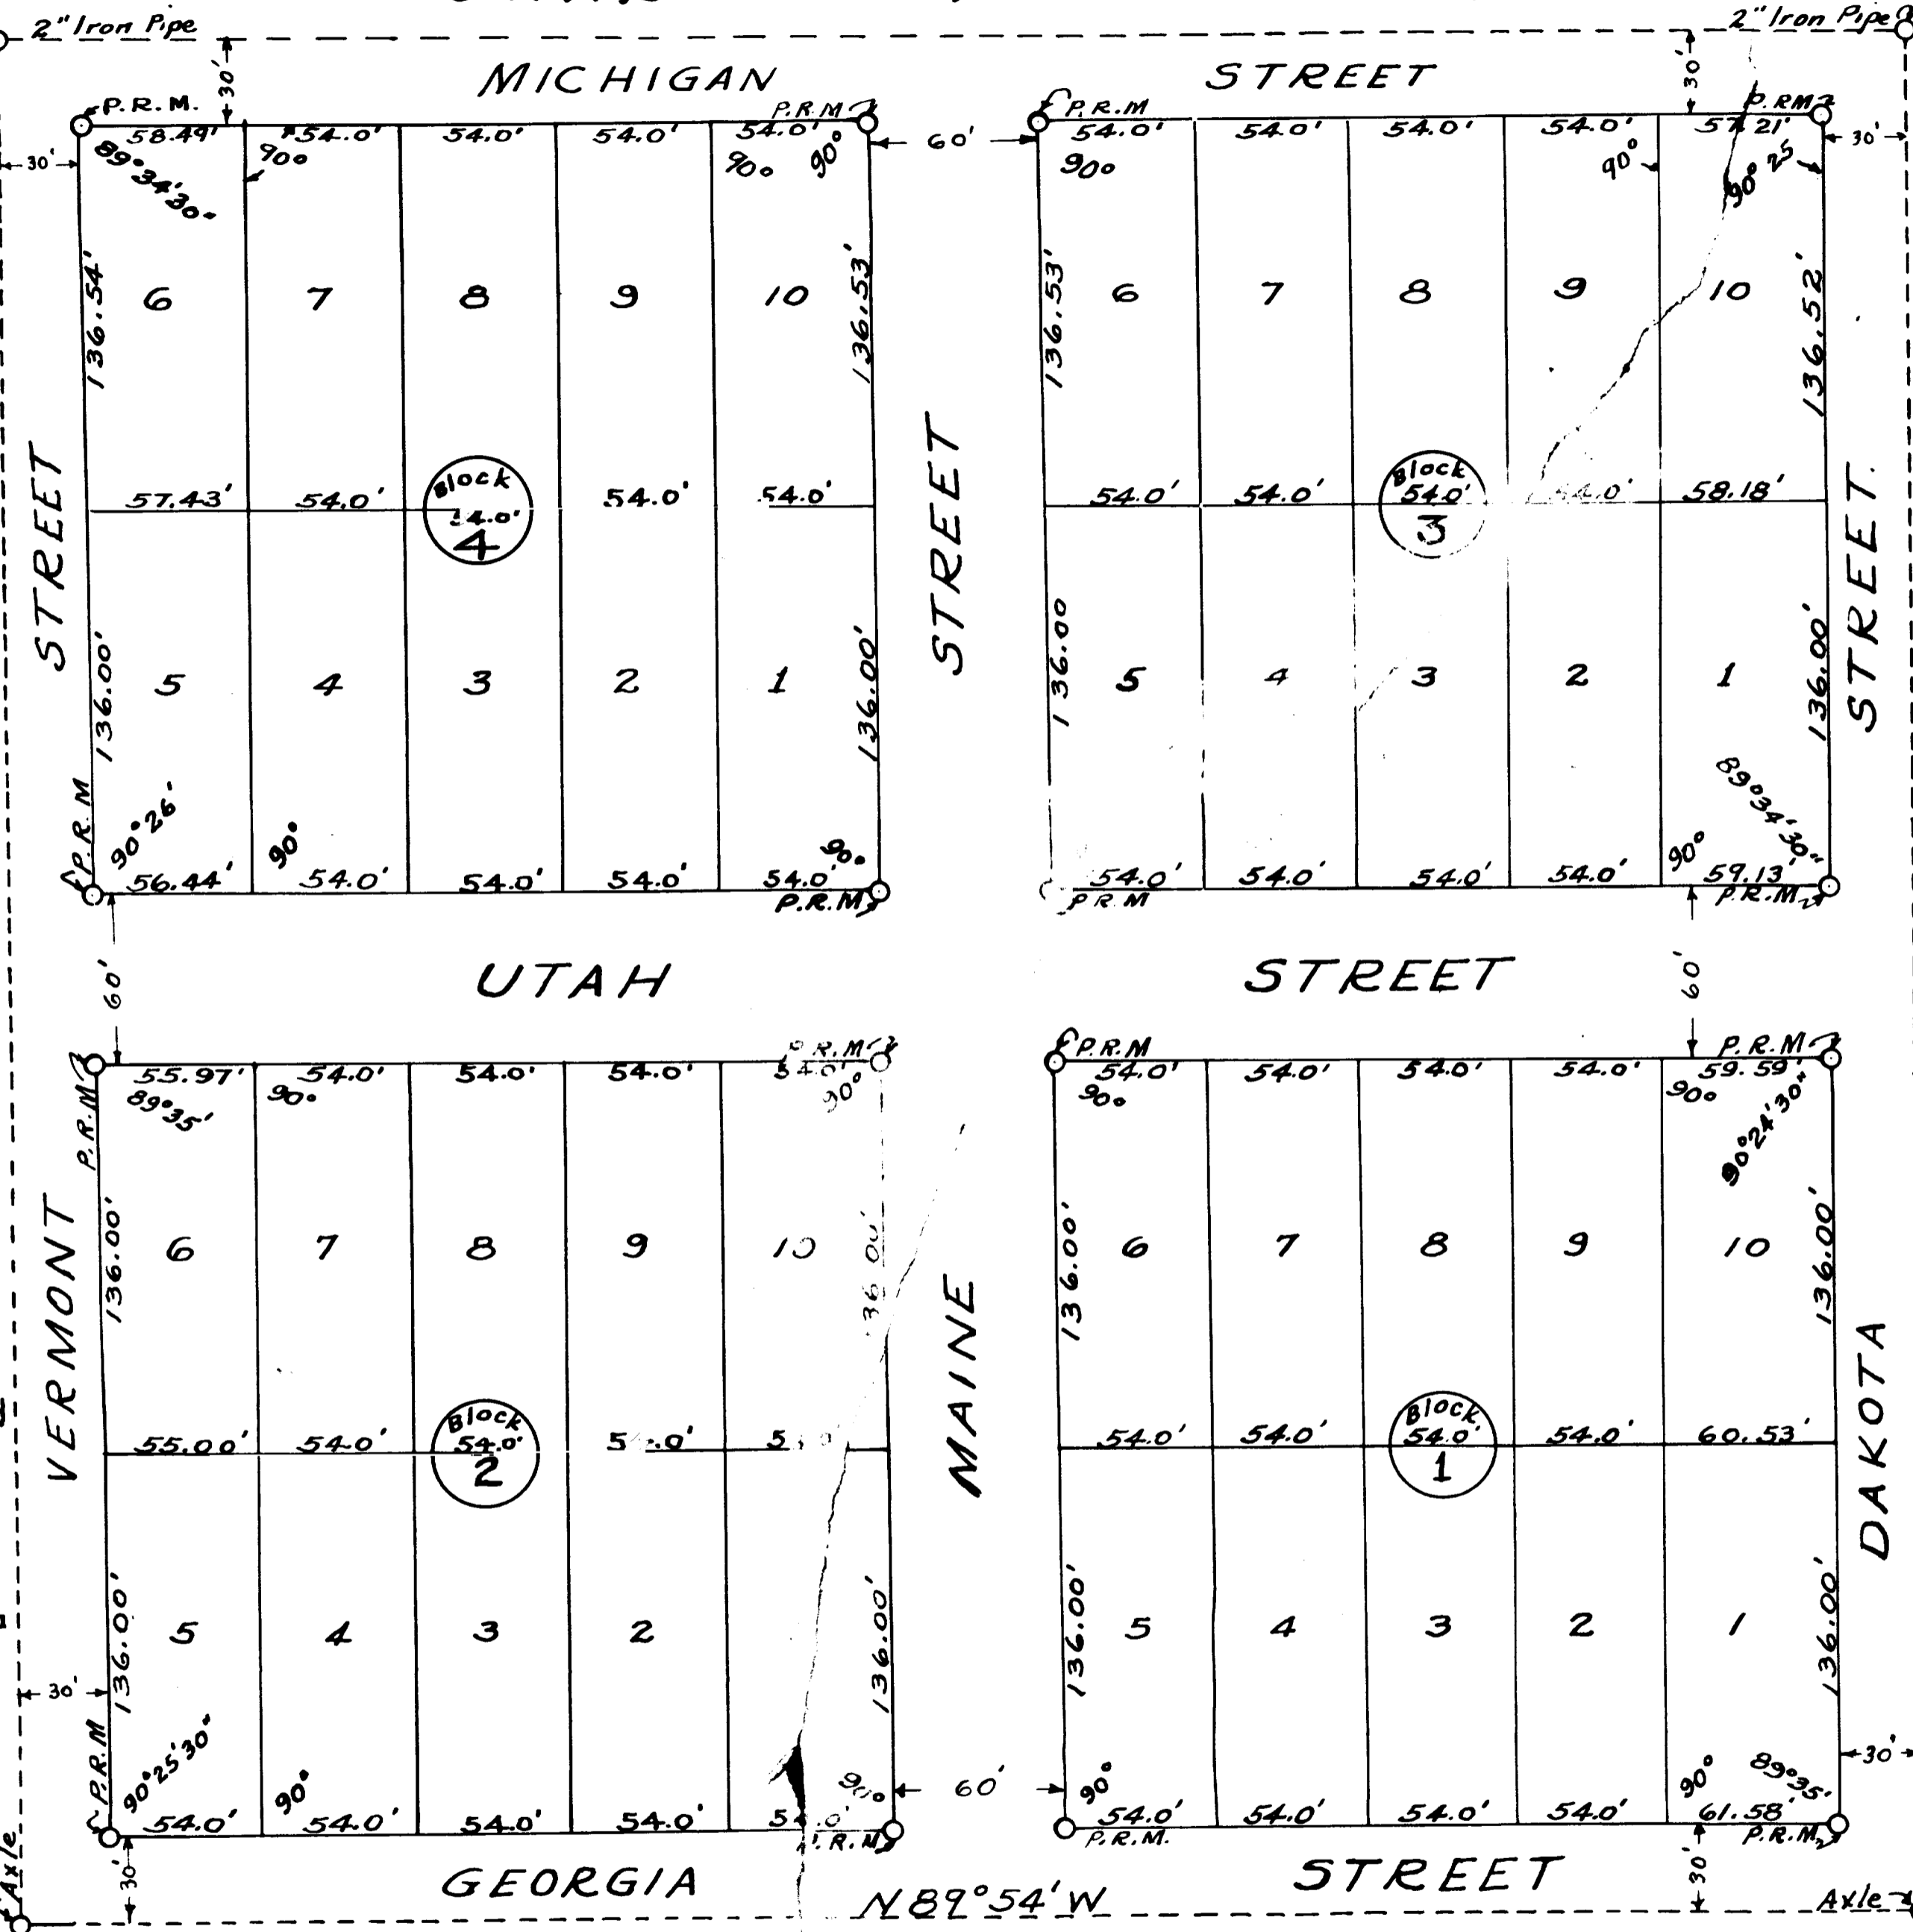 2" Iron Pipe
2" Iron Pipe
30'
MICHIGAN STREET
30'
P.R.M.
P.R.M
P.R.M
P.RM
58.49' 54.0' 54.0' 54.0' 54.0'
60'
54.0' 54.0' 54.0' 54.0' 57.21'
30'
30'
89°34'30"
90°
90°
90°
90°
90°
90° 25'
136.54'
136.53'
136.53'
136.52'
6 7 8 9 10
6 7 8 9 10
STREET
STREET
STREET.
57.43' 54.0' 54.0' 54.0' 54.0'
Block
4
54.0' 54.0' 54.0' 54.0' 58.18'
Block
3
136.00'
136.00'
136.00
136.00'
5 4 3 2 1
5 4 3 2 1
P.R.M
90°26'
90°
90°
90°
89°34'30"
56.44' 54.0' 54.0' 54.0' 54.0'
P.R.M
54.0' 54.0' 54.0' 54.0' 59.13'
P.R.M
P.R.M
60'
UTAH STREET
60'
P.R.M
P.R.M
P.R.M
P.R.M
55.97' 54.0' 54.0' 54.0' 54.0'
54.0' 54.0' 54.0' 54.0' 59.59'
89°35'
90°
90°
90°
90°
90°24'30"
136.00'
136.00'
136.00'
6 7 8 9 10
6 7 8 9 10
VERMONT
MAINE
DAKOTA
55.00' 54.0' 54.0'
Block
2
54.0' 54.0' 54.0' 54.0' 60.53'
Block
1
136.00'
136.00'
136.00'
136.00'
5 4 3 2
5 4 3 2 1
30'
P.R.M
90°25'30"
90°
90°
60'
90°
90°
89°35'
30'
54.0' 54.0' 54.0' 54.0'
54.0' 54.0' 54.0' 54.0' 61.58'
P.R.M.
P.R.M
Axle
30'
GEORGIA STREET
30'
N 89° 54' W
Axle